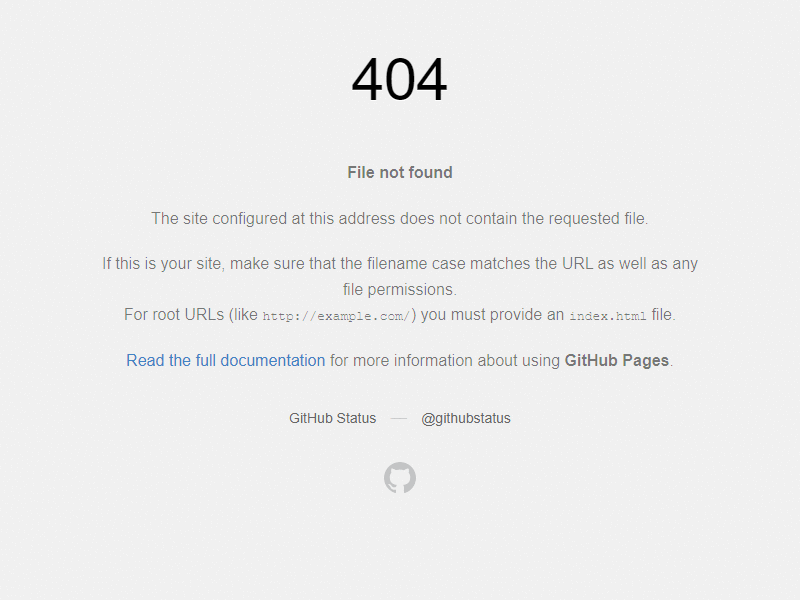 404
File not found
The site configured at this address does not contain the requested file.
If this is your site, make sure that the filename case matches the URL as well as any
file permissions.
For root URLs (like http://example.com/) you must provide an index.html file.
Read the full documentation for more information about using GitHub Pages.
GitHub Status — @githubstatus